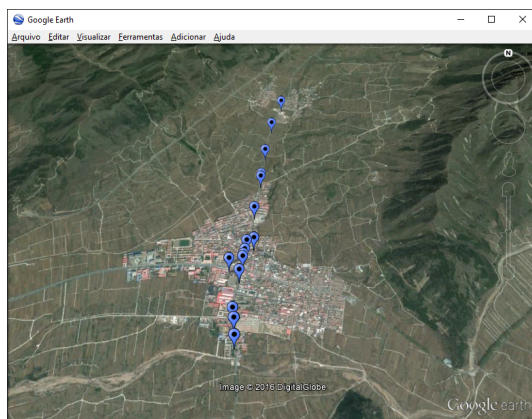 Google Earth
Arquivo Editar Visualizar Ferramentas Adicionar Ajuda
N
Image © 2016 DigitalGlobe
Google earth